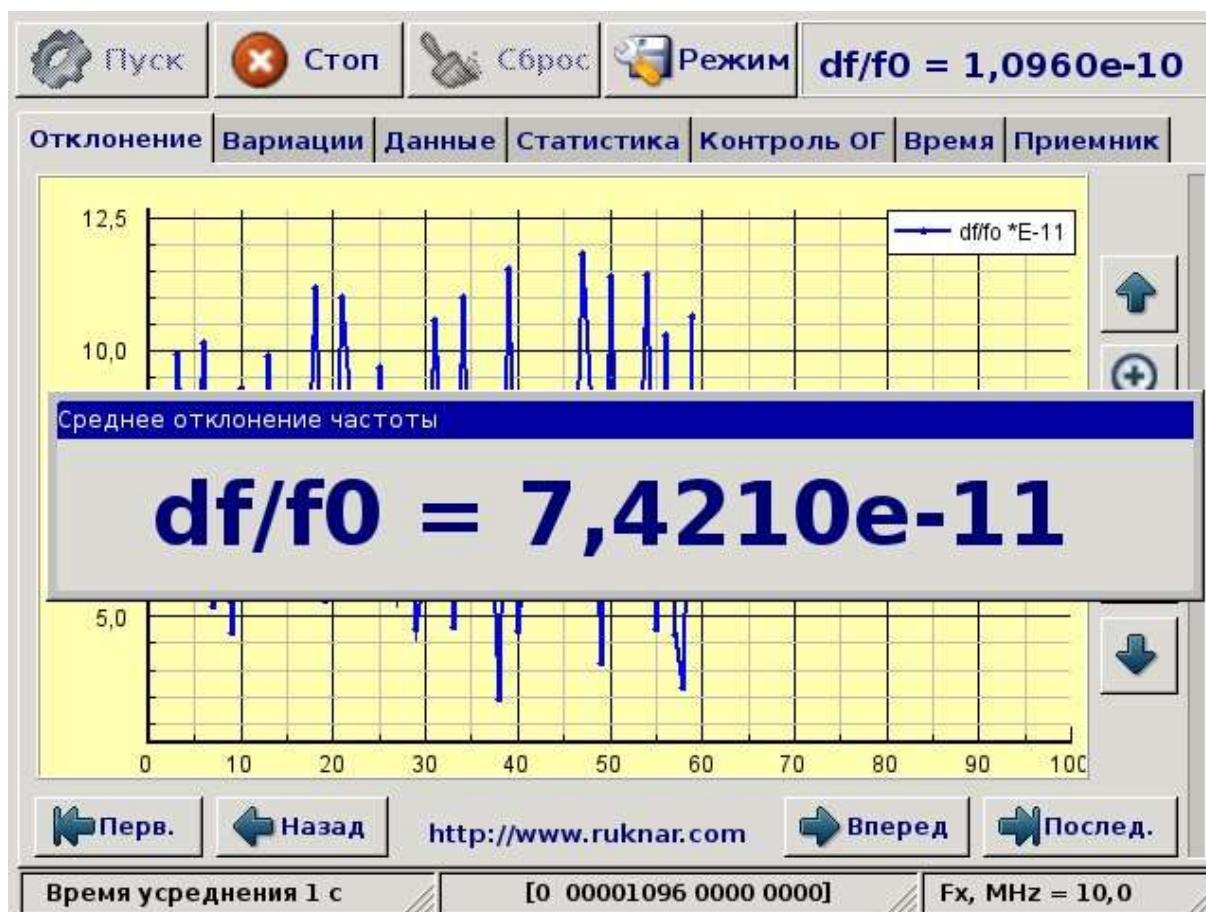 Пуск Стоп Сброс Режим df/f0 = 1,0960e-10
Отклонение Вариации Данные Статистика Контроль ОГ Время Приемник
12,5
df/fo *E-11
10,0
Среднее отклонение частоты
df/f0 = 7,4210e-11
5,0
0 10 20 30 40 50 60 70 80 90 100
Перв. Назад http://www.ruknar.com Вперед Послед.
Время усреднения 1 с [0 00001096 0000 0000] Fx, MHz = 10,0